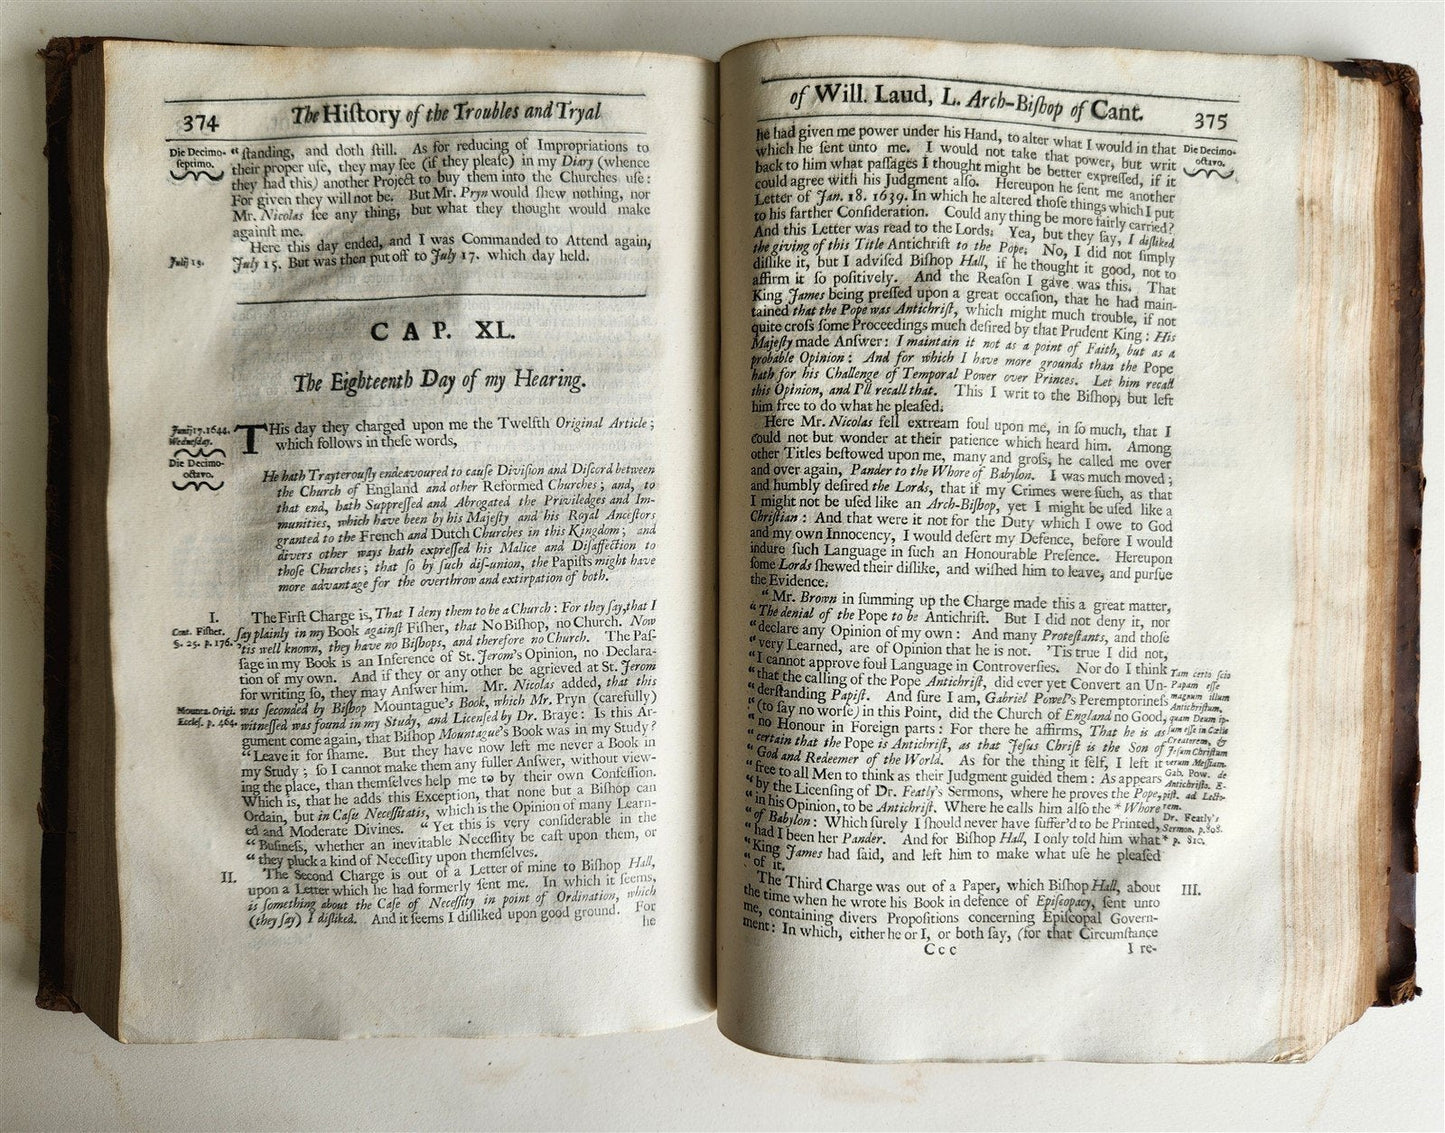 374 The Hiſtory of the Troubles and Tryal
Die Decimo-
ſeptimo.
"ſtanding, and doth ſtill. As for reducing of Impropriations to
their proper uſe, they may ſee (if they pleaſe) in my Diary (whence
they had this) another Project to buy them into the Churches uſe:
For given they will not be. But Mr. Pryn would ſhew nothing, nor
Mr. Nicolas ſee any thing, but what they thought would make
againſt me.
Here this day ended, and I was Commanded to Attend again,
July 15. But was then put off to July 17. which day held.
CAP. XL.
The Eighteenth Day of my Hearing.
17. 1644.
Wedneſday.
Die Decimo-
octavo.
THis day they charged upon me the Twelfth Original Article;
which follows in theſe words,
He hath Trayterouſly endeavoured to cauſe Diviſion and Diſcord between
the Church of England and other Reformed Churches; and, to
that end, hath Suppreſſed and Abrogated the Priviledges and Im-
munities, which have been by his Majeſty and his Royal Anceſtors
granted to the French and Dutch Churches in this Kingdom; and
divers other ways hath expreſſed his Malice and Diſaffection to
thoſe Churches; that ſo by ſuch diſ-union, the Papiſts might have
more advantage for the overthrow and extirpation of both.
I.
Cont. Fiſher.
§. 25. p. 176.
The Firſt Charge is, That I deny them to be a Church: For they ſay, that I
ſay plainly in my Book againſt Fiſher, that No Biſhop, no Church. Now
'tis well known, they have no Biſhops, and therefore no Church. The Paſ-
ſage in my Book is an Inference of St. Jerom's Opinion, no Declara-
tion of my own. And if they or any other be agrieved at St. Jerom
for writing ſo, they may Anſwer him. Mr. Nicolas added, that this
Mounta. Origi.
Eccleſ. p. 464.
was ſeconded by Biſhop Mountague's Book, which Mr. Pryn (carefully)
witneſſed was found in my Study, and Licenſed by Dr. Braye: Is this Ar-
gument come again, that Biſhop Mountague's Book was in my Study?
"Leave it for ſhame. But they have now left me never a Book in
my Study; ſo I cannot make them any fuller Anſwer, without view-
ing the place, than themſelves help me to by their own Confeſſion.
Which is, that he adds this Exception, that none but a Biſhop can
Ordain, but in Caſu Neceſſitatis, which is the Opinion of many Learn-
ed and Moderate Divines. "Yet this is very conſiderable in the
"Buſineſs, whether an inevitable Neceſſity be caſt upon them, or
"they pluck a kind of Neceſſity upon themſelves.
II.
The Second Charge is out of a Letter of mine to Biſhop Hall,
upon a Letter which he had formerly ſent me. In which it ſeems,
is ſomething about the Caſe of Neceſſity in point of Ordination, which
(they ſay) I diſliked. And it ſeems I diſliked upon good ground. For
he
of Will. Laud, L. Arch-Biſhop of Cant. 375
Die Decimo-
octavo.
he had given me power under his Hand, to alter what I would in that
which he ſent unto me. I would not take that power, but writ
back to him what paſſages I thought might be better expreſſed, if it
could agree with his Judgment alſo. Hereupon he ſent me another
Letter of Jan. 18. 1639. In which he altered thoſe things which I put
to his farther Conſideration. Could any thing be more fairly carried?
And this Letter was read to the Lords: Yea, but they ſay, I diſliked
the giving of this Title Antichriſt to the Pope. No, I did not ſimply
diſlike it, but I adviſed Biſhop Hall, if he thought it good, not to
affirm it ſo poſitively. And the Reaſon I gave was this. That
King James being preſſed upon a great occaſion, that he had main-
tained that the Pope was Antichriſt, which might much trouble, if not
quite croſs ſome Proceedings much deſired by that Prudent King: His
Majeſty made Anſwer: I maintain it not as a point of Faith, but as a
probable Opinion: And for which I have more grounds than the Pope
hath for his Challenge of Temporal Power over Princes. Let him recall
this Opinion, and I'll recall that. This I writ to the Biſhop, but left
him free to do what he pleaſed.
Here Mr. Nicolas fell extream foul upon me, in ſo much, that I
could not but wonder at their patience which heard him. Among
other Titles beſtowed upon me, many and groſs, he called me over
and over again, Pander to the Whore of Babylon. I was much moved;
and humbly deſired the Lords, that if my Crimes were ſuch, as that
I might not be uſed like an Arch-Biſhop, yet I might be uſed like a
Chriſtian: And that were it not for the Duty which I owe to God
and my own Innocency, I would deſert my Defence, before I would
indure ſuch Language in ſuch an Honourable Preſence. Hereupon
ſome Lords ſhewed their diſlike, and wiſhed him to leave, and purſue
the Evidence.
"Mr. Brown in ſumming up the Charge made this a great matter,
"The denial of the Pope to be Antichriſt. But I did not deny it, nor
"declare any Opinion of my own: And many Proteſtants, and thoſe
"very Learned, are of Opinion that he is not. 'Tis true I did not,
"I cannot approve foul Language in Controverſies. Nor do I think
"that the calling of the Pope Antichriſt, did ever yet Convert an Un-
"derſtanding Papiſt. And ſure I am, Gabriel Powel's Peremptorineſs
"(to ſay no worſe) in this Point, did the Church of England no Good,
"no Honour in Foreign parts: For there he affirms, That he is as
"certain that the Pope is Antichriſt, as that Jeſus Chriſt is the Son of
"God and Redeemer of the World. As for the thing it ſelf, I left it
"free to all Men to think as their Judgment guided them: As appears
"by the Licenſing of Dr. Featly's Sermons, where he proves the Pope,
"in his Opinion, to be Antichriſt. Where he calls him alſo the * Whore
"of Babylon: Which ſurely I ſhould never have ſuffer'd to be Printed,
"had I been her Pander. And for Biſhop Hall, I only told him what
"King James had ſaid, and left him to make what uſe he pleaſed
"of it.
Tam certo ſcio
Papam eſſe
magnum illum
Antichriſtum,
quam Deum ip-
ſum eſſe in Cœlis
Creatorem, &
Jeſum Chriſtum
verum Meſſiam.
Gab. Pow. de
Antichriſto. E-
piſt. ad Lecto-
rem.
Dr. Featly's
Sermon. p. 808.
* p. 810.
The Third Charge was out of a Paper, which Biſhop Hall, about
the time when he wrote his Book in defence of Epiſcopacy, ſent unto
me, containing divers Propoſitions concerning Epiſcopal Govern-
ment: In which, either he or I, or both ſay, (for that Circumſtance
III.
Ccc I re-